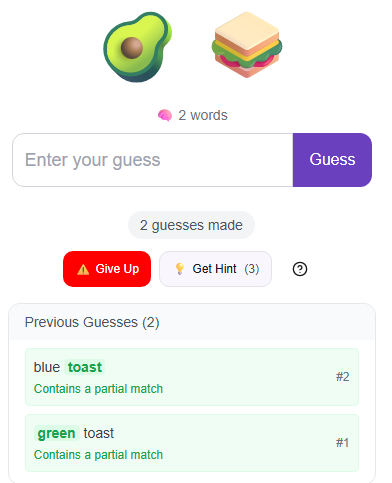 2 words
Enter your guess
Guess
2 guesses made
Give Up
Get Hint (3)
Previous Guesses (2)
blue toast
Contains a partial match
#2
green toast
Contains a partial match
#1